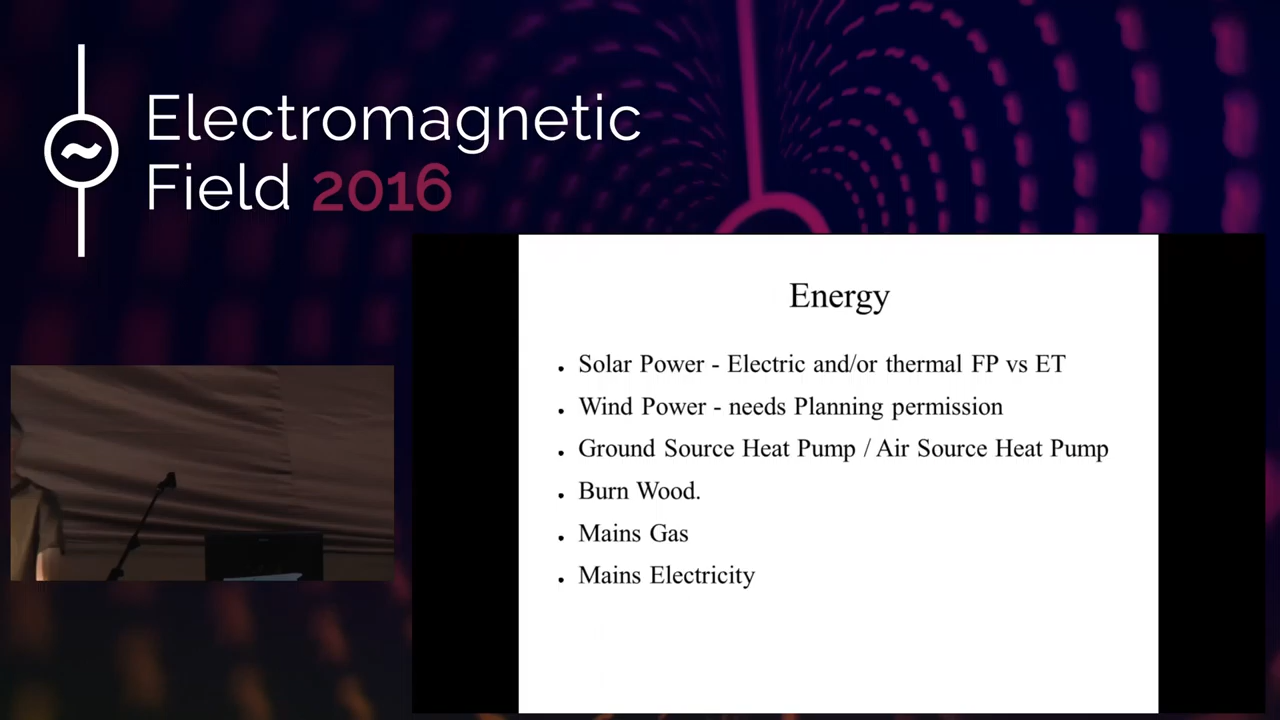 Electromagnetic
Field 2016
Energy
Solar Power - Electric and/or thermal FP vs ET
Wind Power - needs Planning permission
Ground Source Heat Pump / Air Source Heat Pump
Burn Wood.
Mains Gas
Mains Electricity